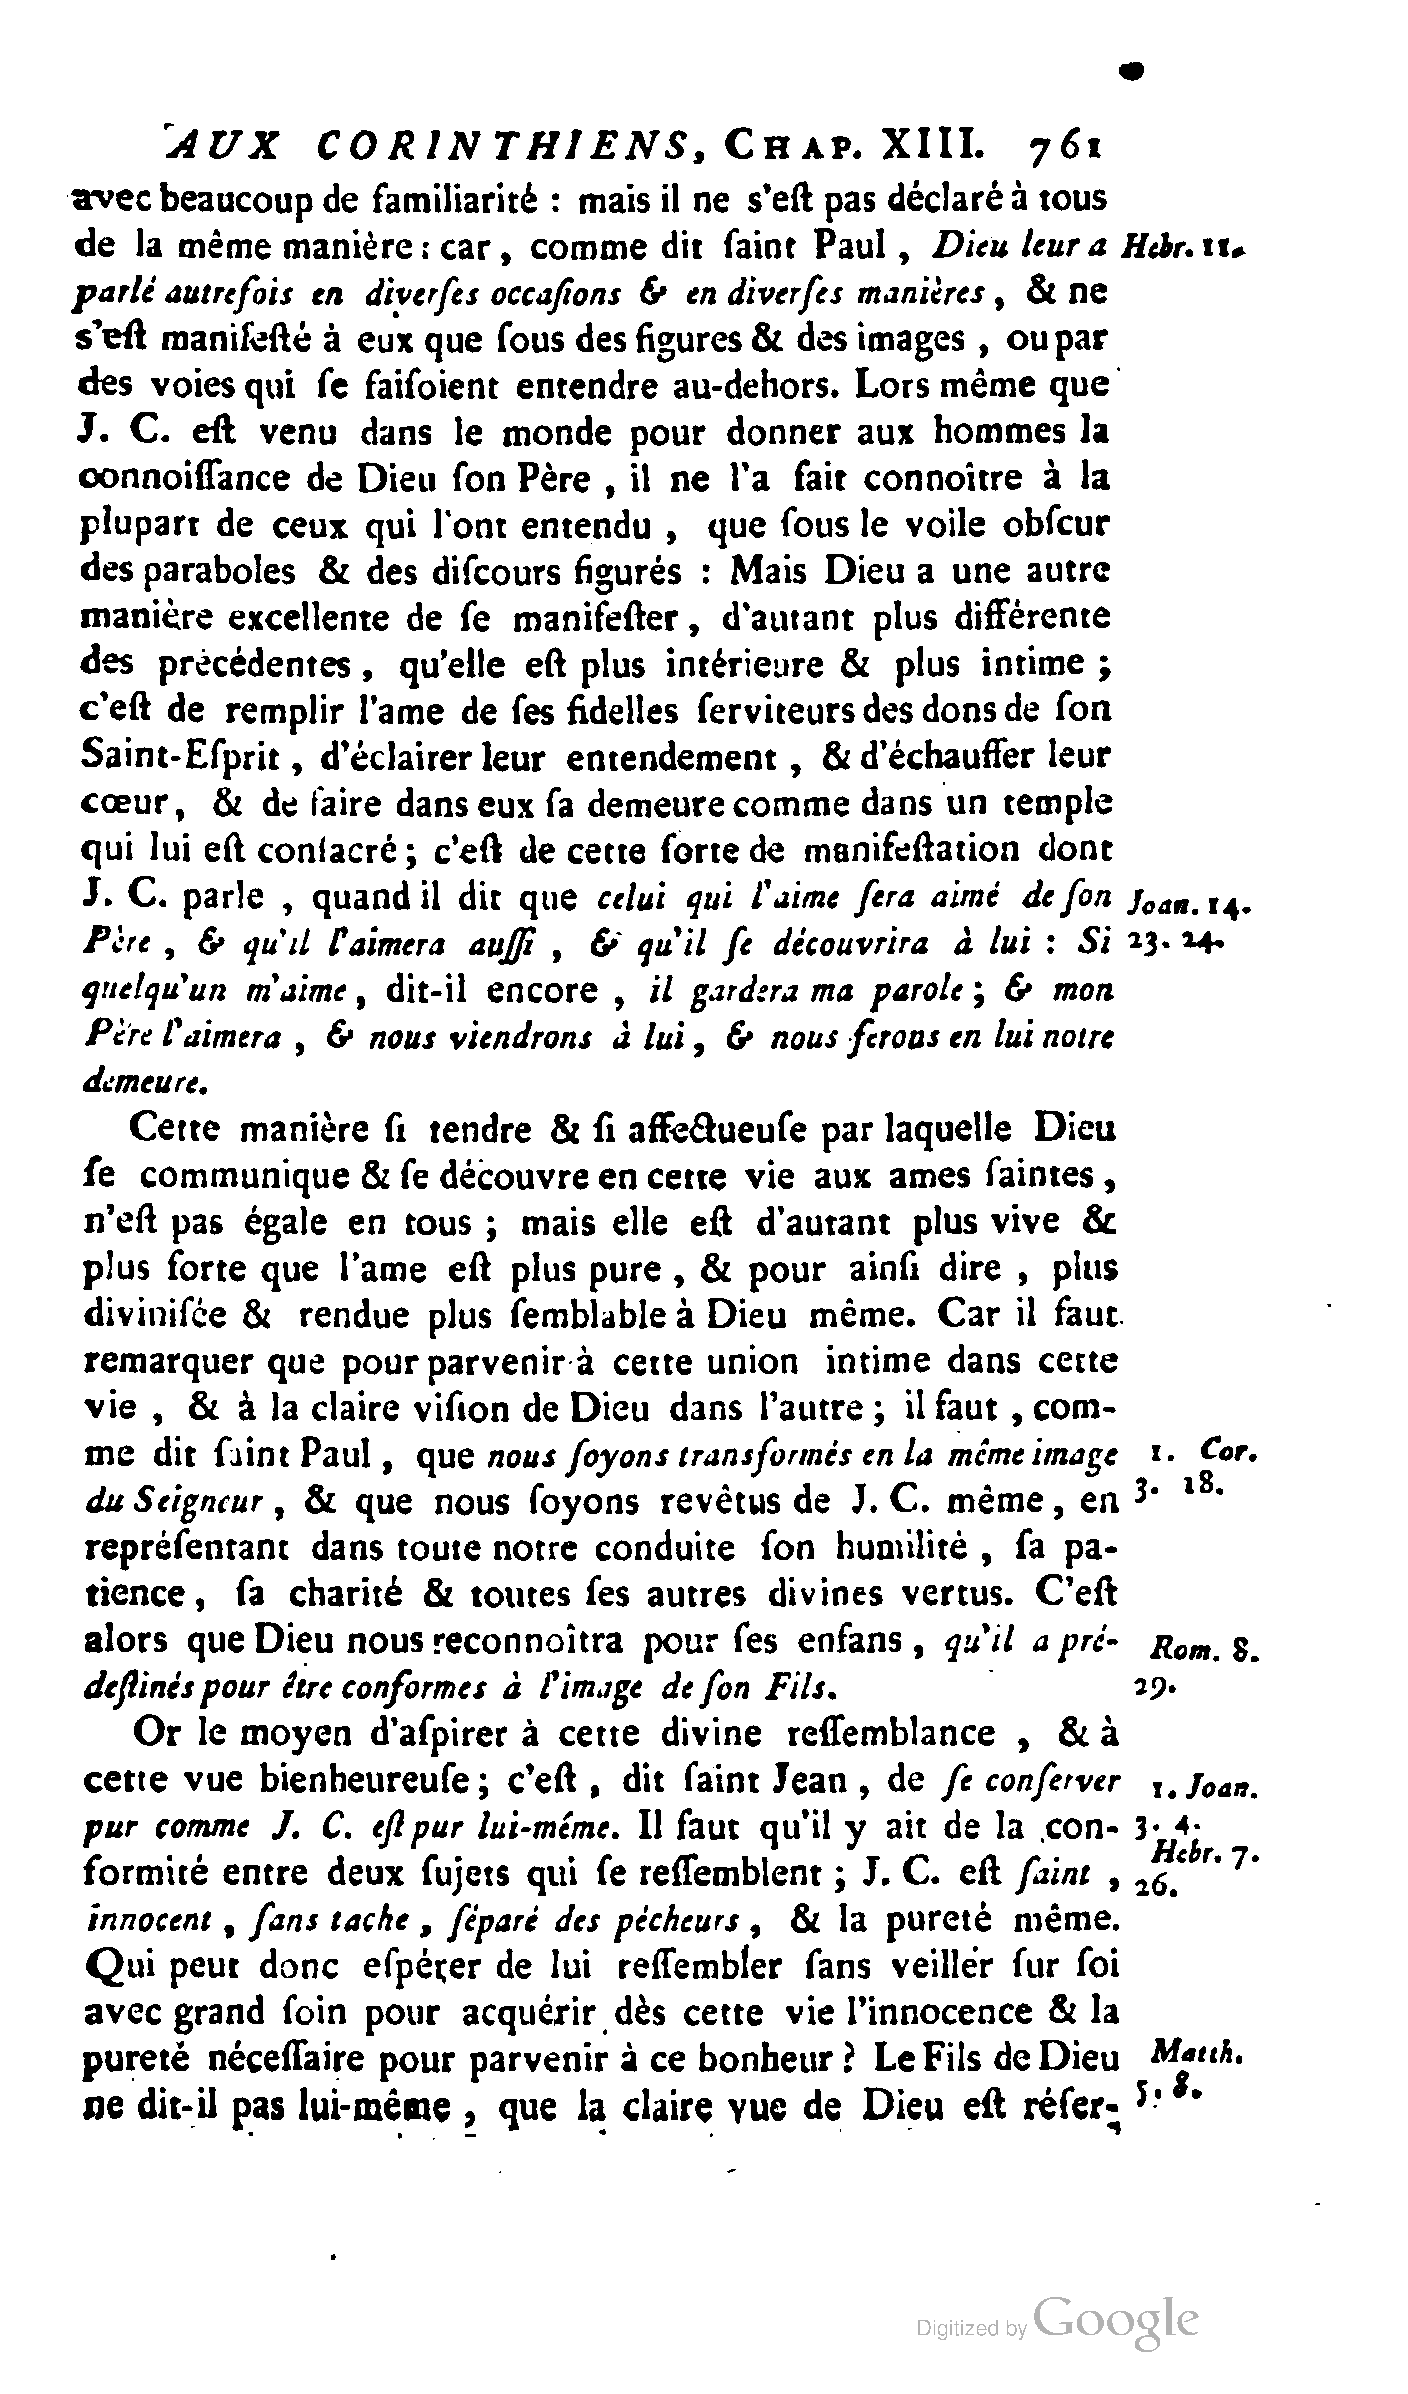 AUX CORINTHIENS, CHAP. XIII. 761
avec beaucoup de familiarité : mais il ne s'eſt pas déclaré à tous
de la même manière : car, comme dit ſaint Paul, Dieu leur a Hebr. 11.
parlé autrefois en diverſes occaſions & en diverſes manières, & ne
s'eſt manifeſté à eux que ſous des figures & des images, ou par
des voies qui ſe faiſoient entendre au-dehors. Lors même que
J. C. eſt venu dans le monde pour donner aux hommes la
connoiſſance de Dieu ſon Père, il ne l'a fait connoître à la
plupart de ceux qui l'ont entendu, que ſous le voile obſcur
des paraboles & des diſcours figurés : Mais Dieu a une autre
manière excellente de ſe manifeſter, d'autant plus différente
des précédentes, qu'elle eſt plus intérieure & plus intime ;
c'eſt de remplir l'ame de ſes fidelles ſerviteurs des dons de ſon
Saint-Eſprit, d'éclairer leur entendement, & d'échauffer leur
cœur, & de faire dans eux ſa demeure comme dans un temple
qui lui eſt conſacré ; c'eſt de cette ſorte de manifeſtation dont
J. C. parle, quand il dit que celui qui l'aime ſera aimé de ſon Joan. 14.
Père, & qu'il l'aimera auſſi, & qu'il ſe découvrira à lui : Si 23. 24.
quelqu'un m'aime, dit-il encore, il gardera ma parole ; & mon
Père l'aimera, & nous viendrons à lui, & nous ferons en lui notre
demeure.
Cette manière ſi tendre & ſi affectueuſe par laquelle Dieu
ſe communique & ſe découvre en cette vie aux ames ſaintes,
n'eſt pas égale en tous ; mais elle eſt d'autant plus vive &
plus forte que l'ame eſt plus pure, & pour ainſi dire, plus
diviniſée & rendue plus ſemblable à Dieu même. Car il faut
remarquer que pour parvenir à cette union intime dans cette
vie, & à la claire viſion de Dieu dans l'autre ; il faut, com-
me dit ſaint Paul, que nous ſoyons transformés en la même image 1. Cor.
du Seigneur, & que nous ſoyons revêtus de J. C. même, en 3. 18.
repréſentant dans toute notre conduite ſon humilité, ſa pa-
tience, ſa charité & toutes ſes autres divines vertus. C'eſt
alors que Dieu nous reconnoîtra pour ſes enfans, qu'il a pré- Rom. 8.
deſtinés pour être conformes à l'image de ſon Fils. 29.
Or le moyen d'aſpirer à cette divine reſſemblance, & à
cette vue bienheureuſe ; c'eſt, dit ſaint Jean, de ſe conſerver 1. Joan.
pur comme J. C. eſt pur lui-même. Il faut qu'il y ait de la con- 3. 4.
formité entre deux ſujets qui ſe reſſemblent ; J. C. eſt ſaint, Hebr. 7. 26.
innocent, ſans tache, ſéparé des pécheurs, & la pureté même.
Qui peut donc eſpérer de lui reſſembler ſans veiller ſur ſoi
avec grand ſoin pour acquérir dès cette vie l'innocence & la
pureté néceſſaire pour parvenir à ce bonheur ? Le Fils de Dieu Matth.
ne dit-il pas lui-même, que la claire vue de Dieu eſt réſer- 5. 8.
Digitized by Google